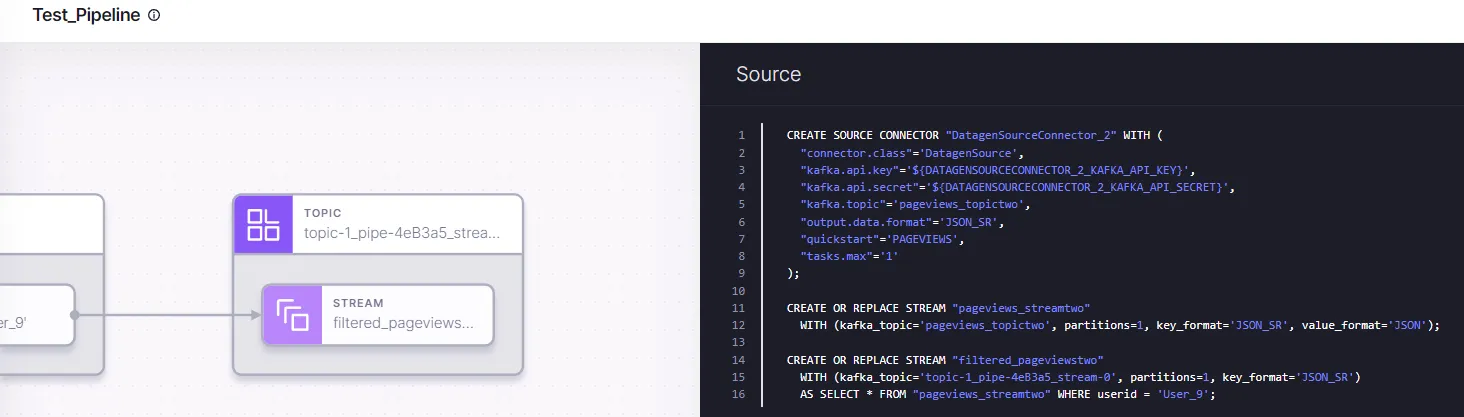 Test_Pipeline
TOPIC
topic-1_pipe-4eB3a5_strea...
STREAM
filtered_pageviews...
er_9'
Source
1 CREATE SOURCE CONNECTOR "DatagenSourceConnector_2" WITH (
2 "connector.class"='DatagenSource',
3 "kafka.api.key"='${DATAGENSOURCECONNECTOR_2_KAFKA_API_KEY}',
4 "kafka.api.secret"='${DATAGENSOURCECONNECTOR_2_KAFKA_API_SECRET}',
5 "kafka.topic"='pageviews_topictwo',
6 "output.data.format"='JSON_SR',
7 "quickstart"='PAGEVIEWS',
8 "tasks.max"='1'
9 );
10
11 CREATE OR REPLACE STREAM "pageviews_streamtwo"
12 WITH (kafka_topic='pageviews_topictwo', partitions=1, key_format='JSON_SR', value_format='JSON');
13
14 CREATE OR REPLACE STREAM "filtered_pageviewstwo"
15 WITH (kafka_topic='topic-1_pipe-4eB3a5_stream-0', partitions=1, key_format='JSON_SR')
16 AS SELECT * FROM "pageviews_streamtwo" WHERE userid = 'User_9';